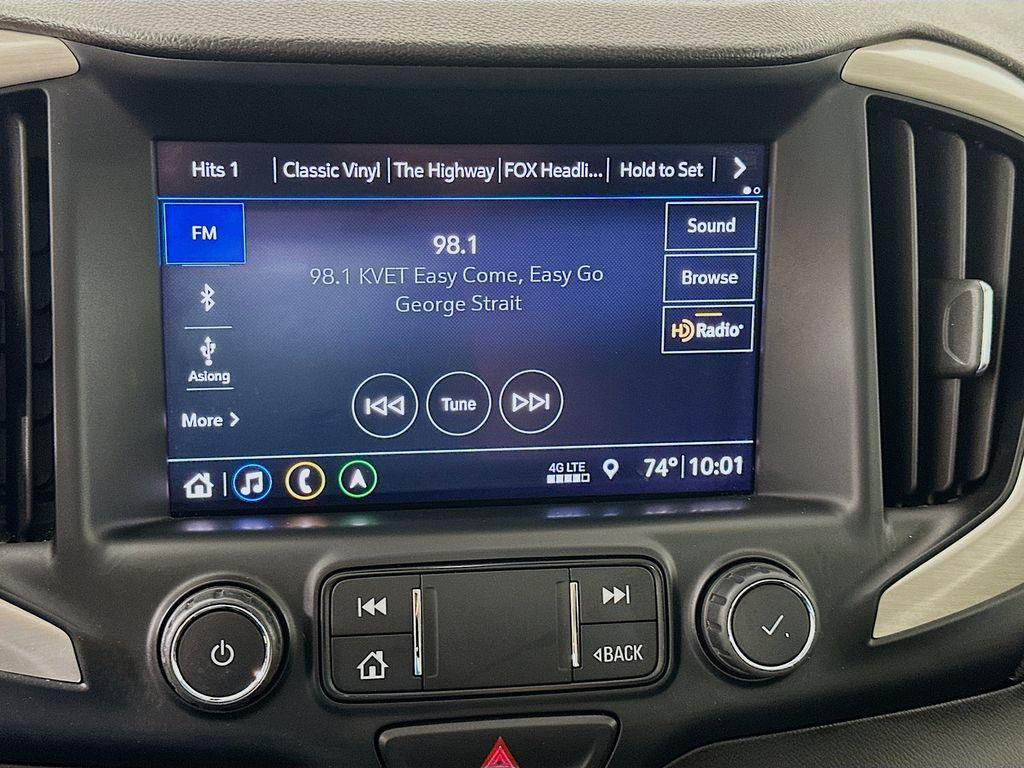 Hits 1 Classic Vinyl The Highway FOX Headli... Hold to Set
FM
98.1
98.1 KVET Easy Come, Easy Go
George Strait
Sound
Browse
HD Radio
Asiong
More
Tune
4G LTE
74° 10:01
BACK